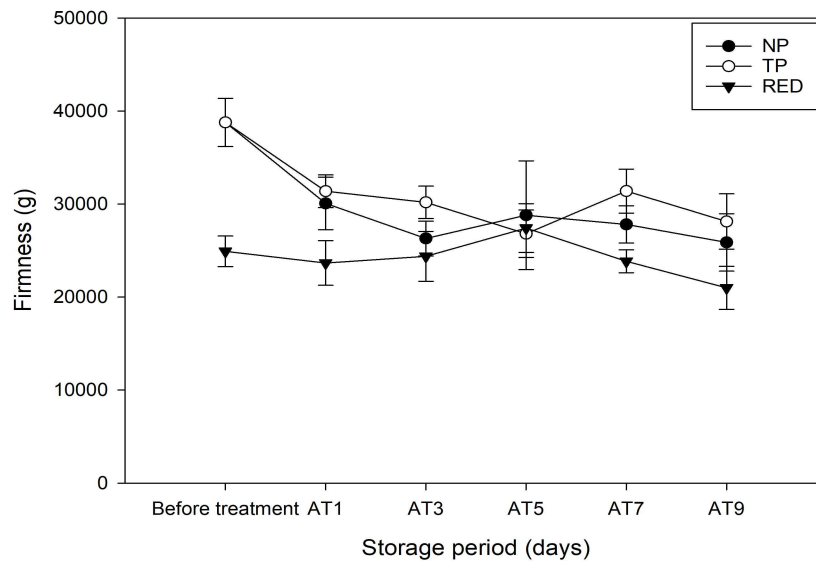 50000
40000
30000
20000
10000
0
Firmness (g)
NP
TP
RED
Before treatment AT1 AT3 AT5 AT7 AT9
Storage period (days)